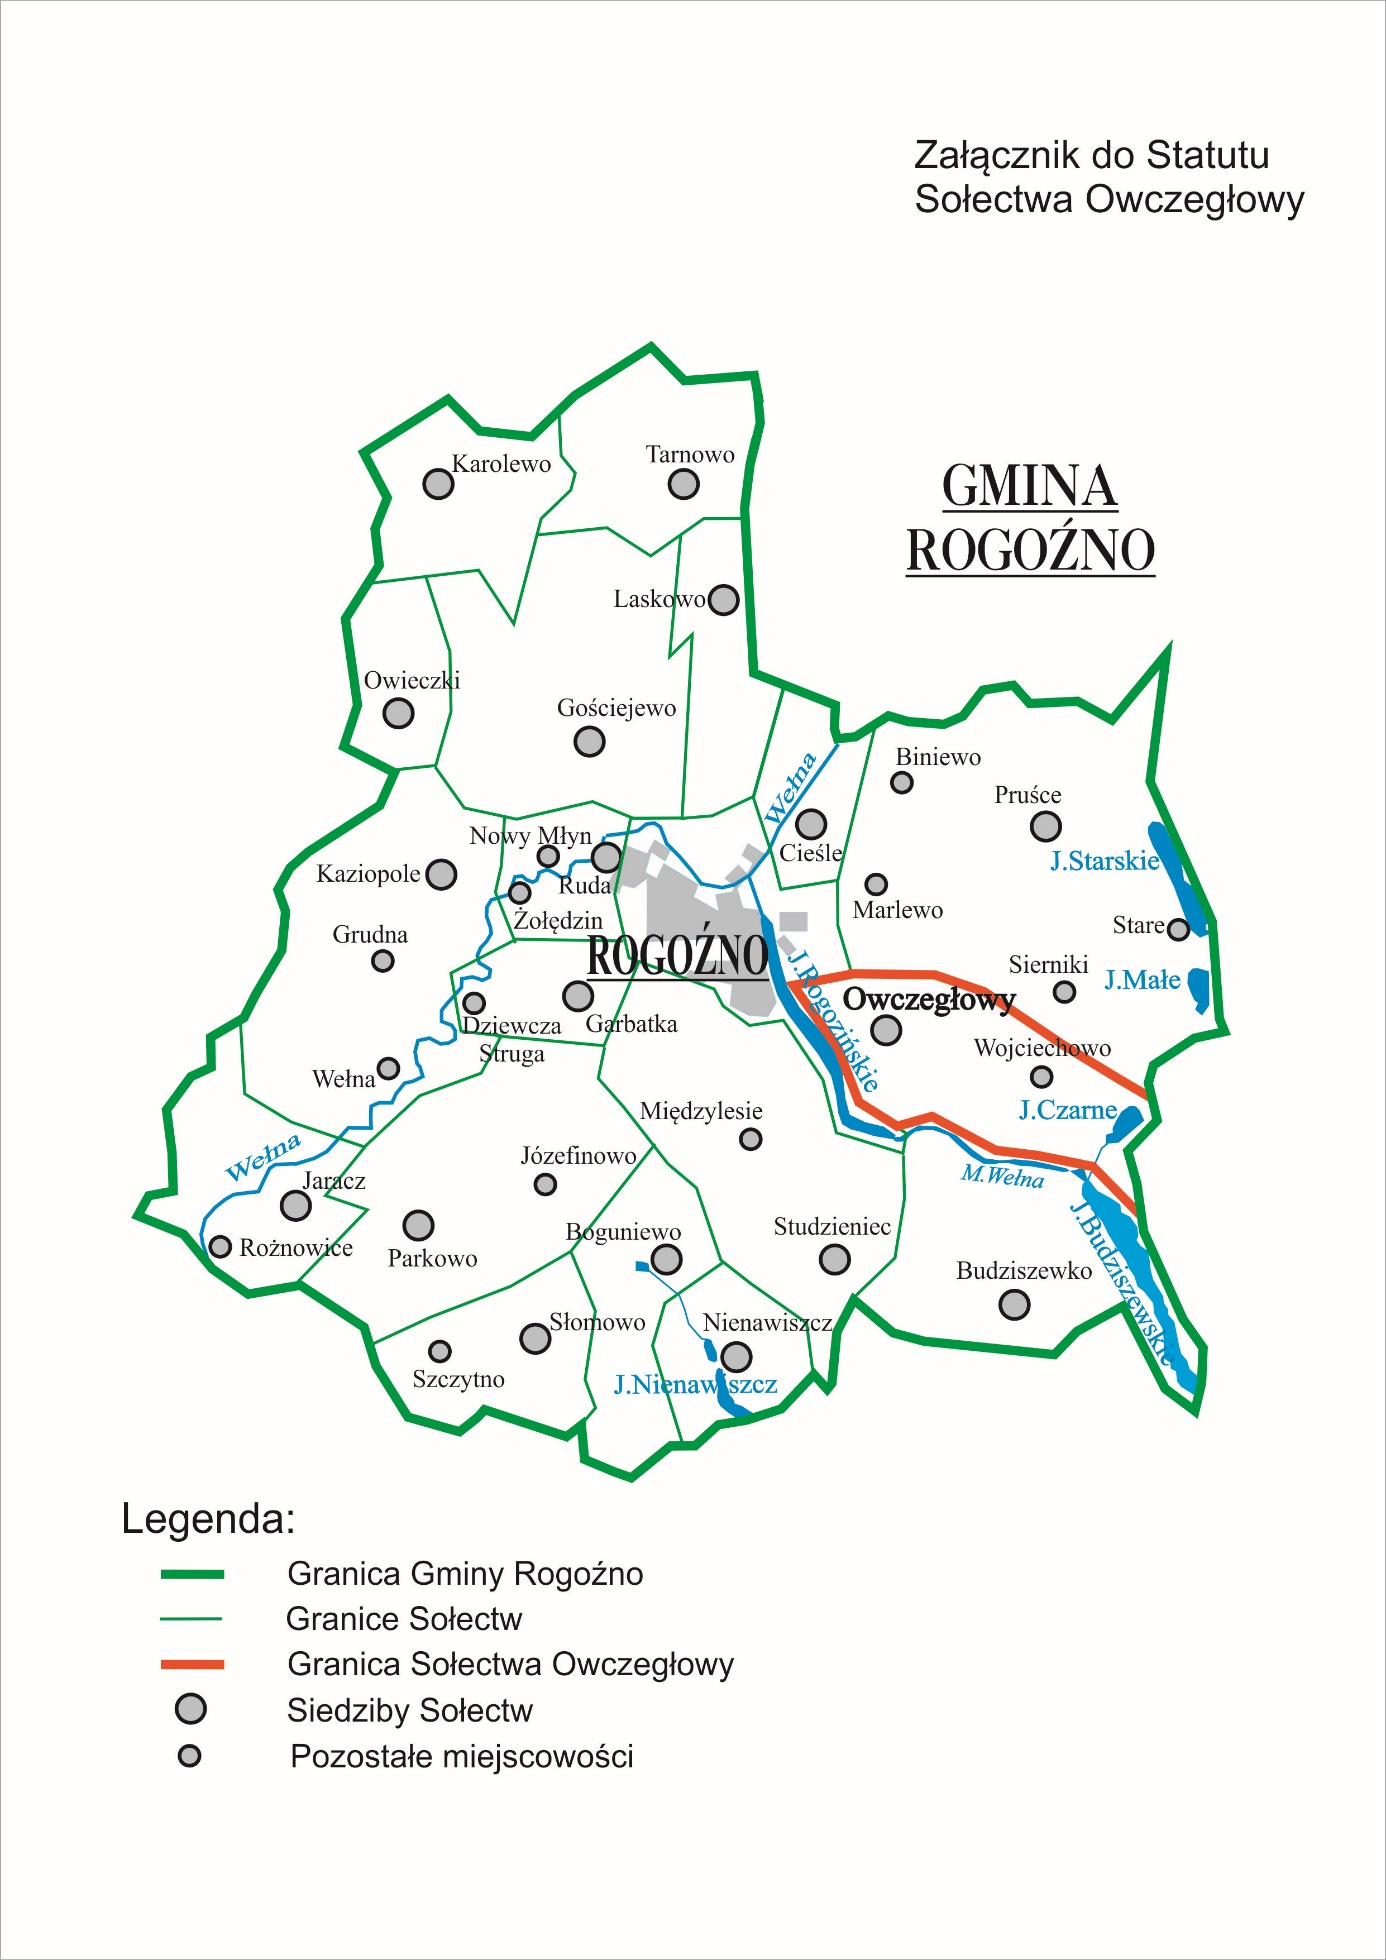 Załącznik do Statutu
Sołectwa Owczegłowy
GMINA
ROGOŹNO
Karolewo
Tarnowo
Laskowo
Owieczki
Gościejewo
Wełna
Biniewo
Pruśce
Nowy Młyn
Cieśle
J.Starskie
Kaziopole
Ruda
Marlewo
Żołędzin
Stare
Grudna
ROGOŹNO
J.Rogozińskie
Sierniki
J.Małe
Owczegłowy
Dziewcza
Struga
Garbatka
Wojciechowo
Wełna
J.Czarne
Międzylesie
Wełna
Józefinowo
M.Wełna
Jaracz
J.Budziszewskie
Rożnowice
Parkowo
Boguniewo
Studzieniec
Budziszewko
Słomowo
Nienawiszcz
Szczytno
J.Nienawiszcz
Legenda:
Granica Gminy Rogoźno
Granice Sołectw
Granica Sołectwa Owczegłowy
Siedziby Sołectw
Pozostałe miejscowości